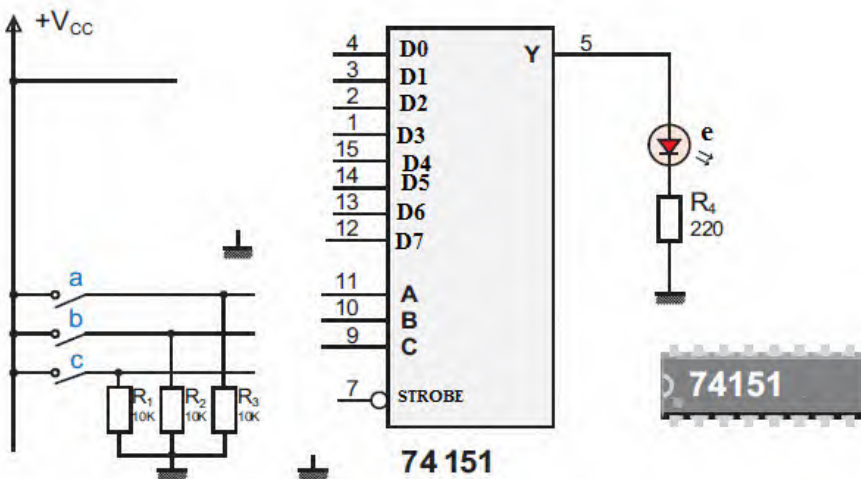 +VCC
4 D0 Y 5
3 D1
2 D2
1 D3
15 D4
14 D5
13 D6
12 D7
e
R4
220
a
b
c
11 A
10 B
9 C
R1 R2 R3
10K 10K 10K
7 STROBE
74151
74 151